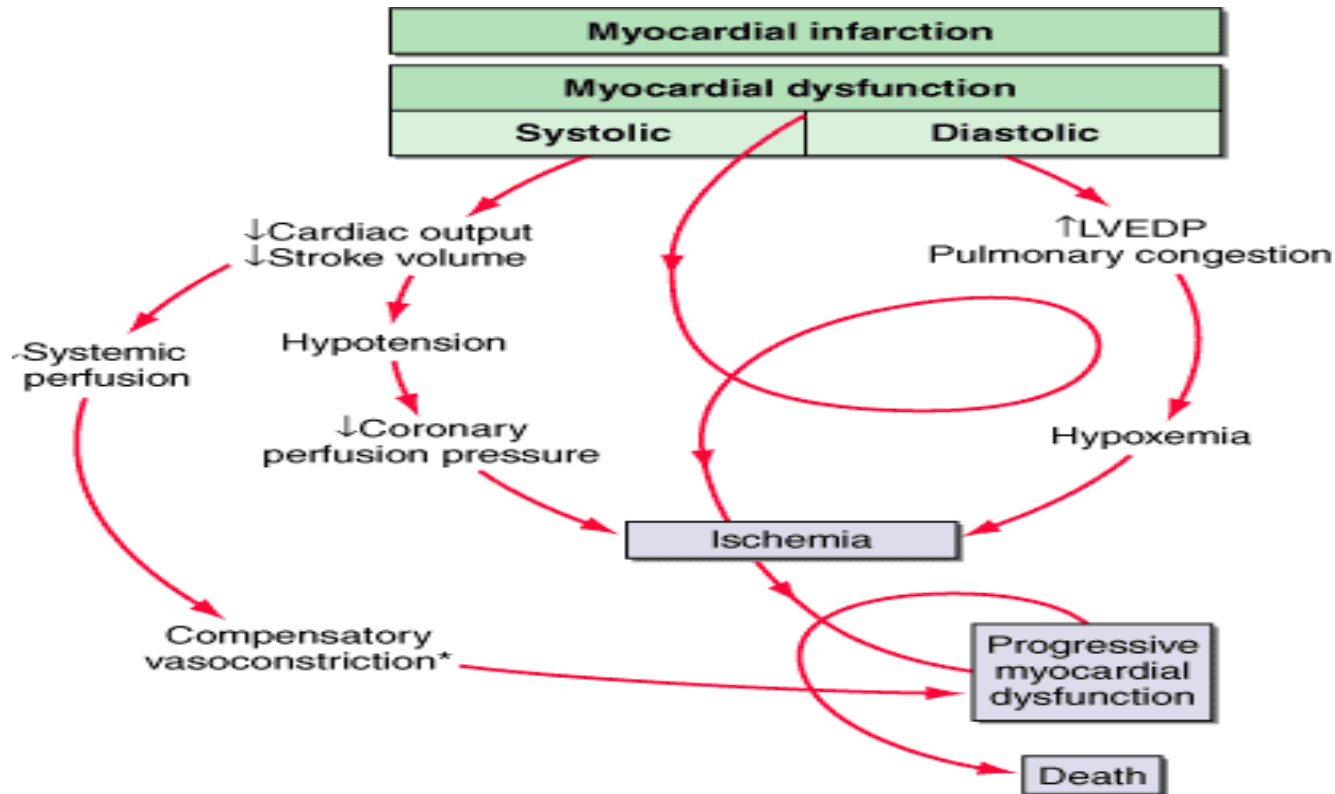 Myocardial infarction
Myocardial dysfunction
Systolic
Diastolic
↓Cardiac output
↓Stroke volume
↑LVEDP
Pulmonary congestion
Systemic
perfusion
Hypotension
↓Coronary
perfusion pressure
Hypoxemia
Ischemia
Compensatory
vasoconstriction*
Progressive
myocardial
dysfunction
Death